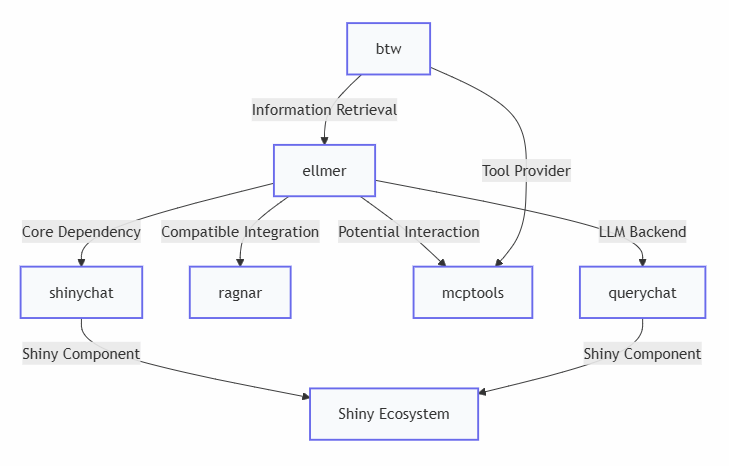 btw
Information Retrieval
ellmer
Tool Provider
Core Dependency
Compatible Integration
Potential Interaction
LLM Backend
shinychat
ragnar
mcptools
querychat
Shiny Component
Shiny Component
Shiny Ecosystem